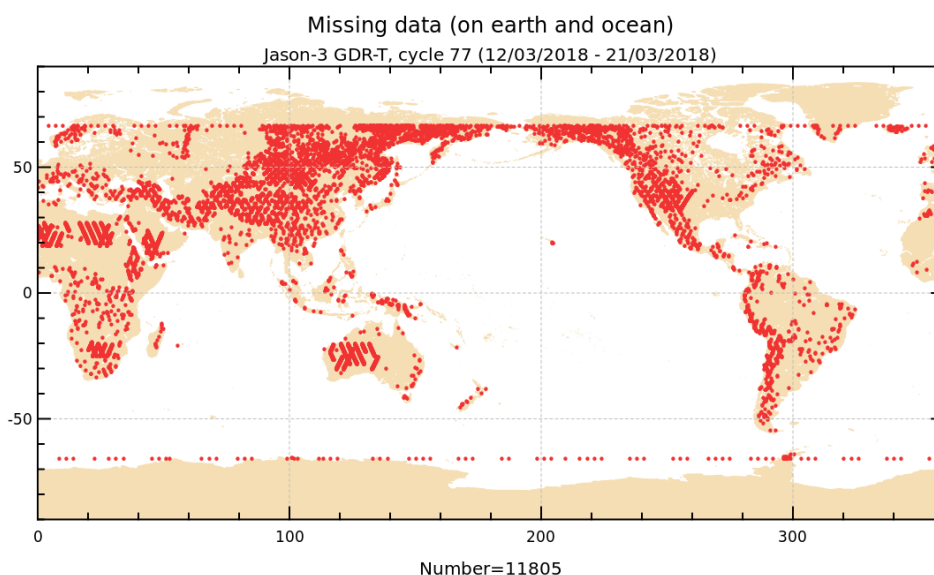 Missing data (on earth and ocean)
Jason-3 GDR-T, cycle 77 (12/03/2018 - 21/03/2018)
50
0
-50
0 100 200 300
Number=11805